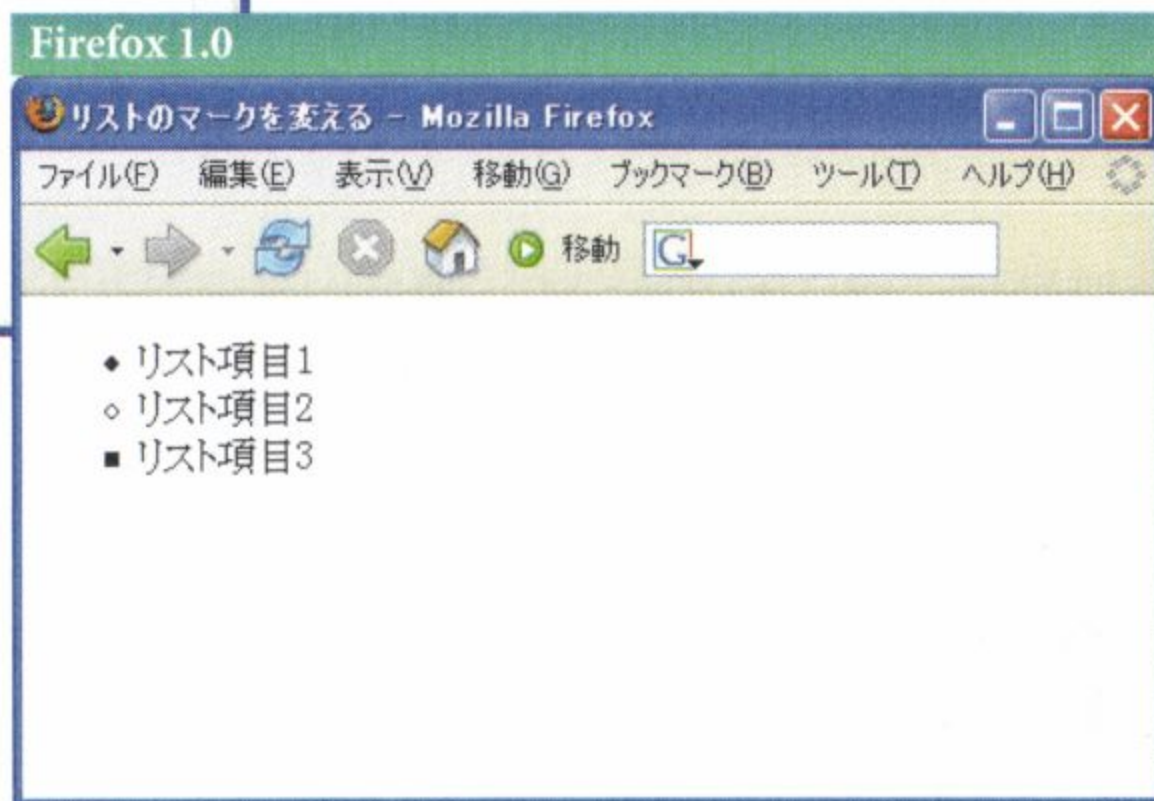 Firefox 1.0
リストのマークを変える - Mozilla Firefox
ファイル(F) 編集(E) 表示(V) 移動(G) ブックマーク(B) ツール(T) ヘルプ(H)
移動 G
◆ リスト項目1
◇ リスト項目2
■ リスト項目3